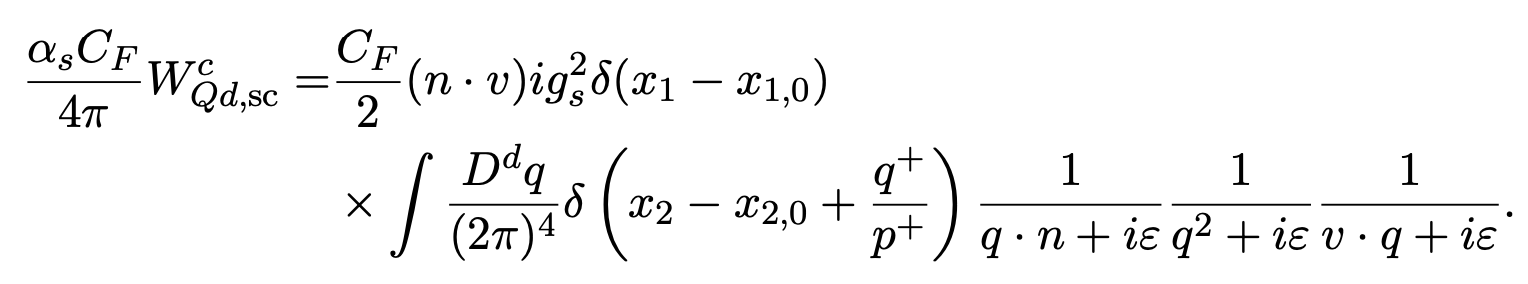 \frac{\alpha_s C_F}{4\pi} W^c_{Qd,\mathrm{sc}} = \frac{C_F}{2} (n \cdot v) i g_s^2 \delta(x_1 - x_{1,0})
\times \int \frac{D^d q}{(2\pi)^4} \delta \left( x_2 - x_{2,0} + \frac{q^+}{p^+} \right) \frac{1}{q \cdot n + i\varepsilon} \frac{1}{q^2 + i\varepsilon} \frac{1}{v \cdot q + i\varepsilon}.